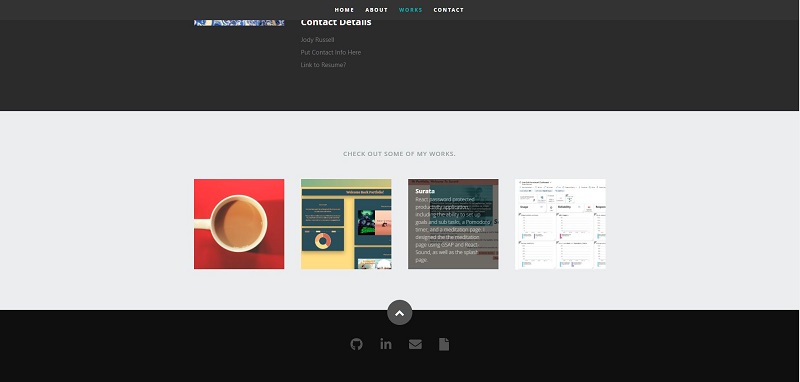 HOME ABOUT WORKS CONTACT
Contact Details
Jody Russell
Put Contact Info Here
Link to Resume?
CHECK OUT SOME OF MY WORKS.
Welcome Book Portfolio!
Surata
React password protected
productivity application,
including the ability to set up
goals and sub tasks, a Pomodoro
timer, and a meditation page. I
designed the the meditation
page using GSAP and React-
Sound, as well as the splash
page.